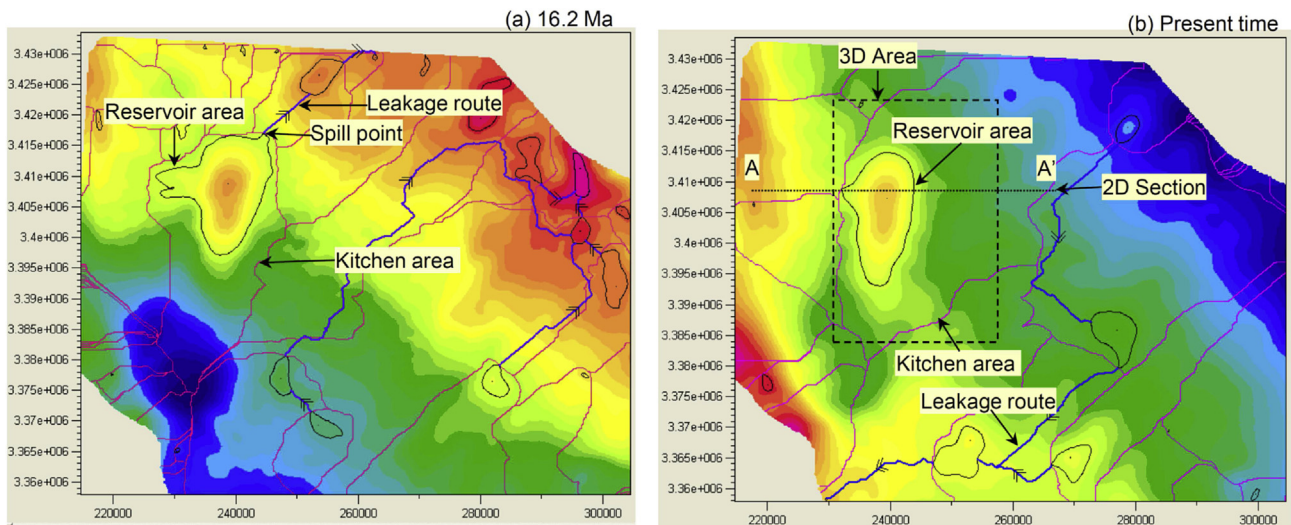 (a) 16.2 Ma
3.43e+006
3.425e+006
3.42e+006
3.415e+006
3.41e+006
3.405e+006
3.4e+006
3.395e+006
3.39e+006
3.385e+006
3.38e+006
3.375e+006
3.37e+006
3.365e+006
3.36e+006
Reservoir area
Leakage route
Spill point
Kitchen area
220000 240000 260000 280000 300000
(b) Present time
3.43e+006
3.425e+006
3.42e+006
3.415e+006
3.41e+006
3.405e+006
3.4e+006
3.395e+006
3.39e+006
3.385e+006
3.38e+006
3.375e+006
3.37e+006
3.365e+006
3.36e+006
3D Area
Reservoir area
A A'
2D Section
Kitchen area
Leakage route
220000 240000 260000 280000 300000